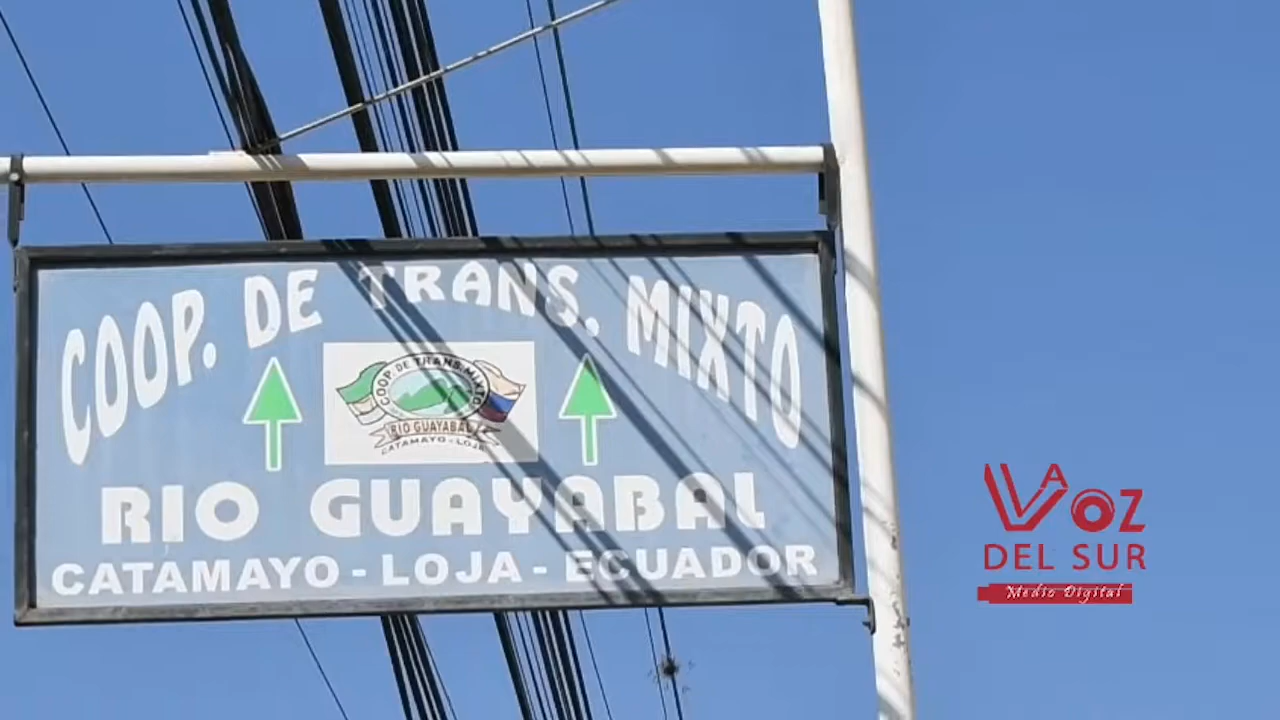 COOP. DE TRANS. MIXTO
COOP. DE TRANS. MIXTO
RIO GUAYABAL
CATAMAYO - LOJA
RIO GUAYABAL
CATAMAYO - LOJA - ECUADOR
LA VOZ
DEL SUR
Medio Digital